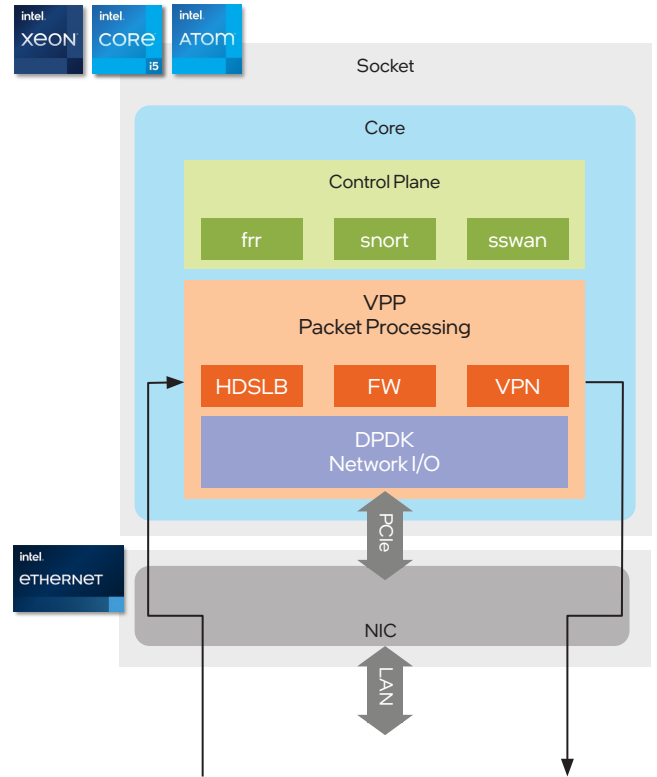 intel.
xeon
intel.
core
i5
intel.
atom
Socket
Core
Control Plane
frr
snort
sswan
VPP
Packet Processing
HDSLB
FW
VPN
DPDK
Network I/O
PCIe
intel.
ethernet
NIC
LAN